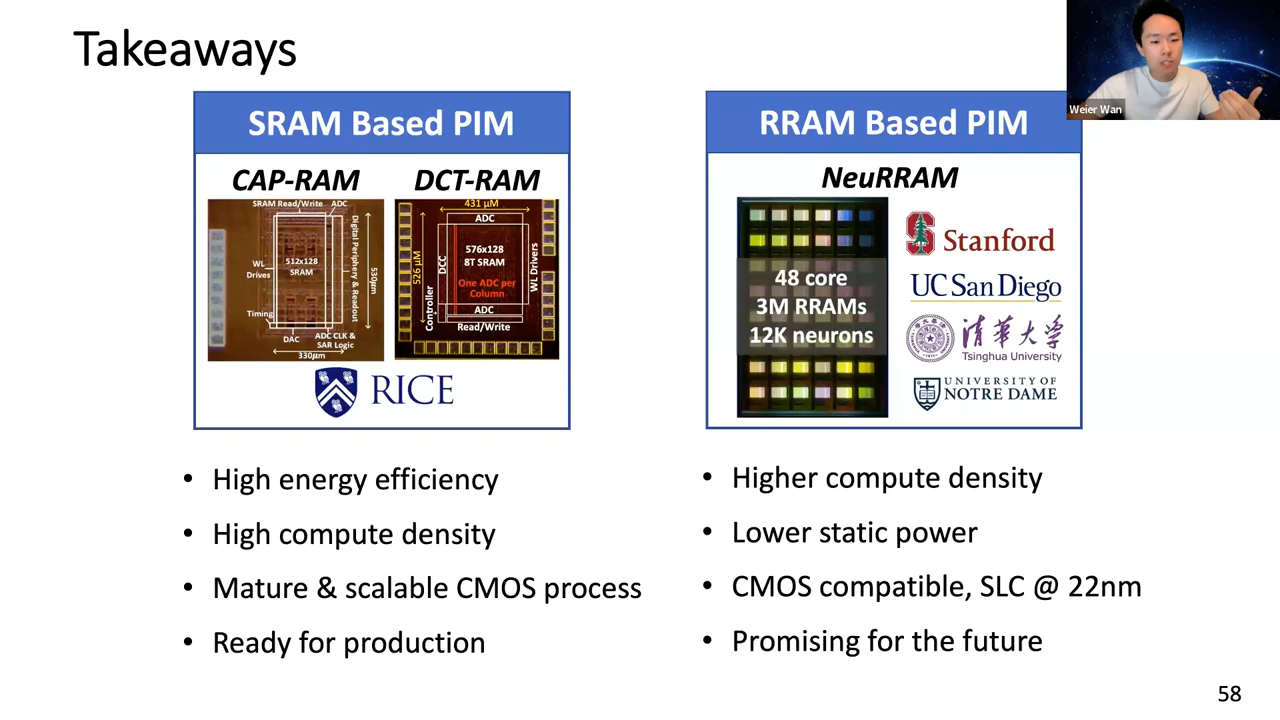 Takeaways
Weier Wan
SRAM Based PIM
CAP-RAM
DCT-RAM
SRAM Read/Write
ADC
WL
Drives
512x128
SRAM
Digital Periphery & Readout
530μm
Timing
DAC
ADC CLK &
SAR Logic
330μm
431 μM
ADC
526 μM
DCC
576x128
8T SRAM
One ADC per
Column
WL Drivers
Controller
ADC
Read/Write
RICE
• High energy efficiency
• High compute density
• Mature & scalable CMOS process
• Ready for production
RRAM Based PIM
NeuRRAM
48 core
3M RRAMs
12K neurons
Stanford
UC San Diego
清華大学
Tsinghua University
UNIVERSITY OF
NOTRE DAME
• Higher compute density
• Lower static power
• CMOS compatible, SLC @ 22nm
• Promising for the future
58